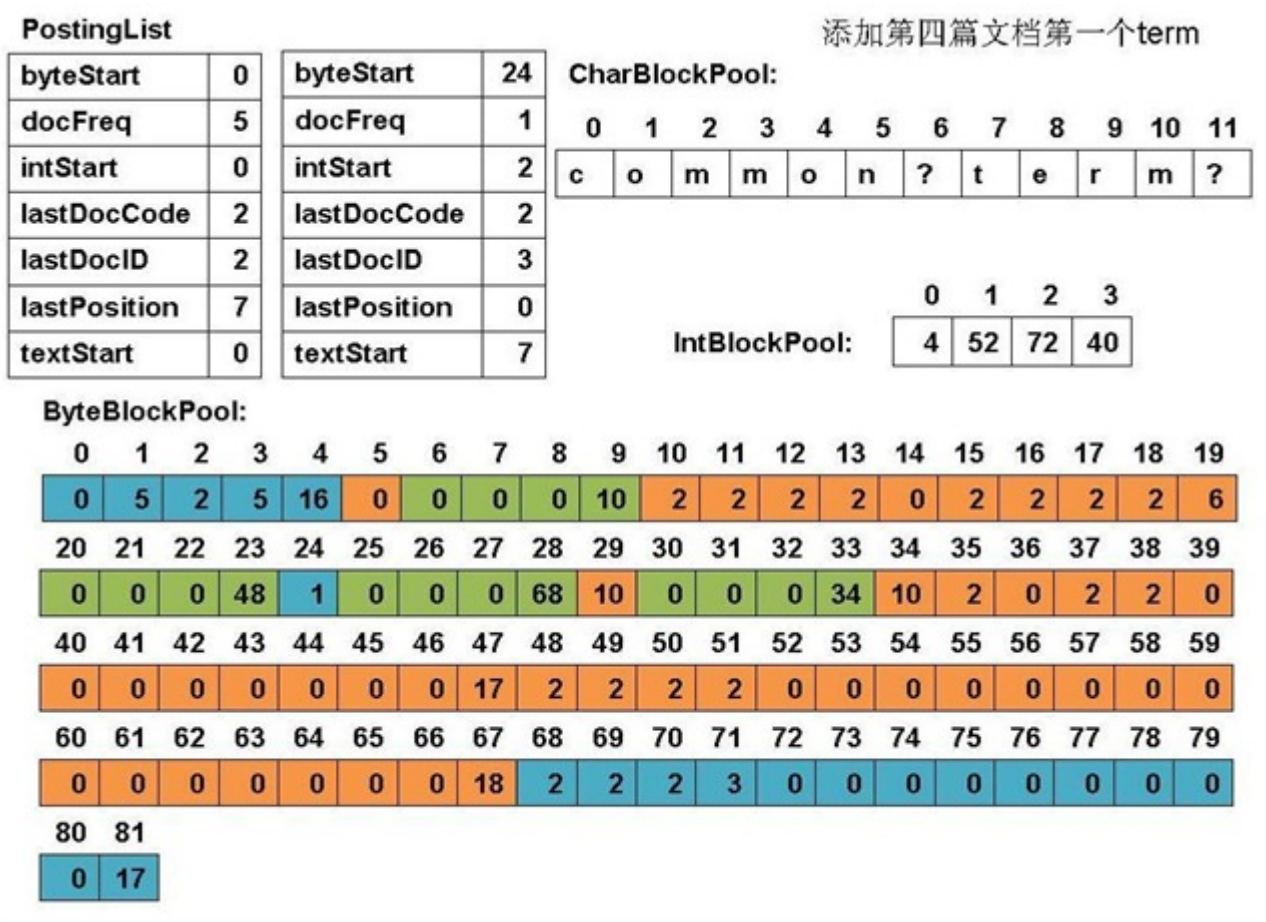 PostingList
添加第四篇文档第一个term
byteStart 0
docFreq 5
intStart 0
lastDocCode 2
lastDocID 2
lastPosition 7
textStart 0
byteStart 24
docFreq 1
intStart 2
lastDocCode 2
lastDocID 3
lastPosition 0
textStart 7
CharBlockPool:
0 1 2 3 4 5 6 7 8 9 10 11
c o m m o n ? t e r m ?
0 1 2 3
IntBlockPool: 4 52 72 40
ByteBlockPool:
0 1 2 3 4 5 6 7 8 9 10 11 12 13 14 15 16 17 18 19
0 5 2 5 16 0 0 0 0 10 2 2 2 2 0 2 2 2 2 6
20 21 22 23 24 25 26 27 28 29 30 31 32 33 34 35 36 37 38 39
0 0 0 48 1 0 0 0 68 10 0 0 0 34 10 2 0 2 2 0
40 41 42 43 44 45 46 47 48 49 50 51 52 53 54 55 56 57 58 59
0 0 0 0 0 0 0 17 2 2 2 2 0 0 0 0 0 0 0 0
60 61 62 63 64 65 66 67 68 69 70 71 72 73 74 75 76 77 78 79
0 0 0 0 0 0 0 18 2 2 2 3 0 0 0 0 0 0 0 0
80 81
0 17